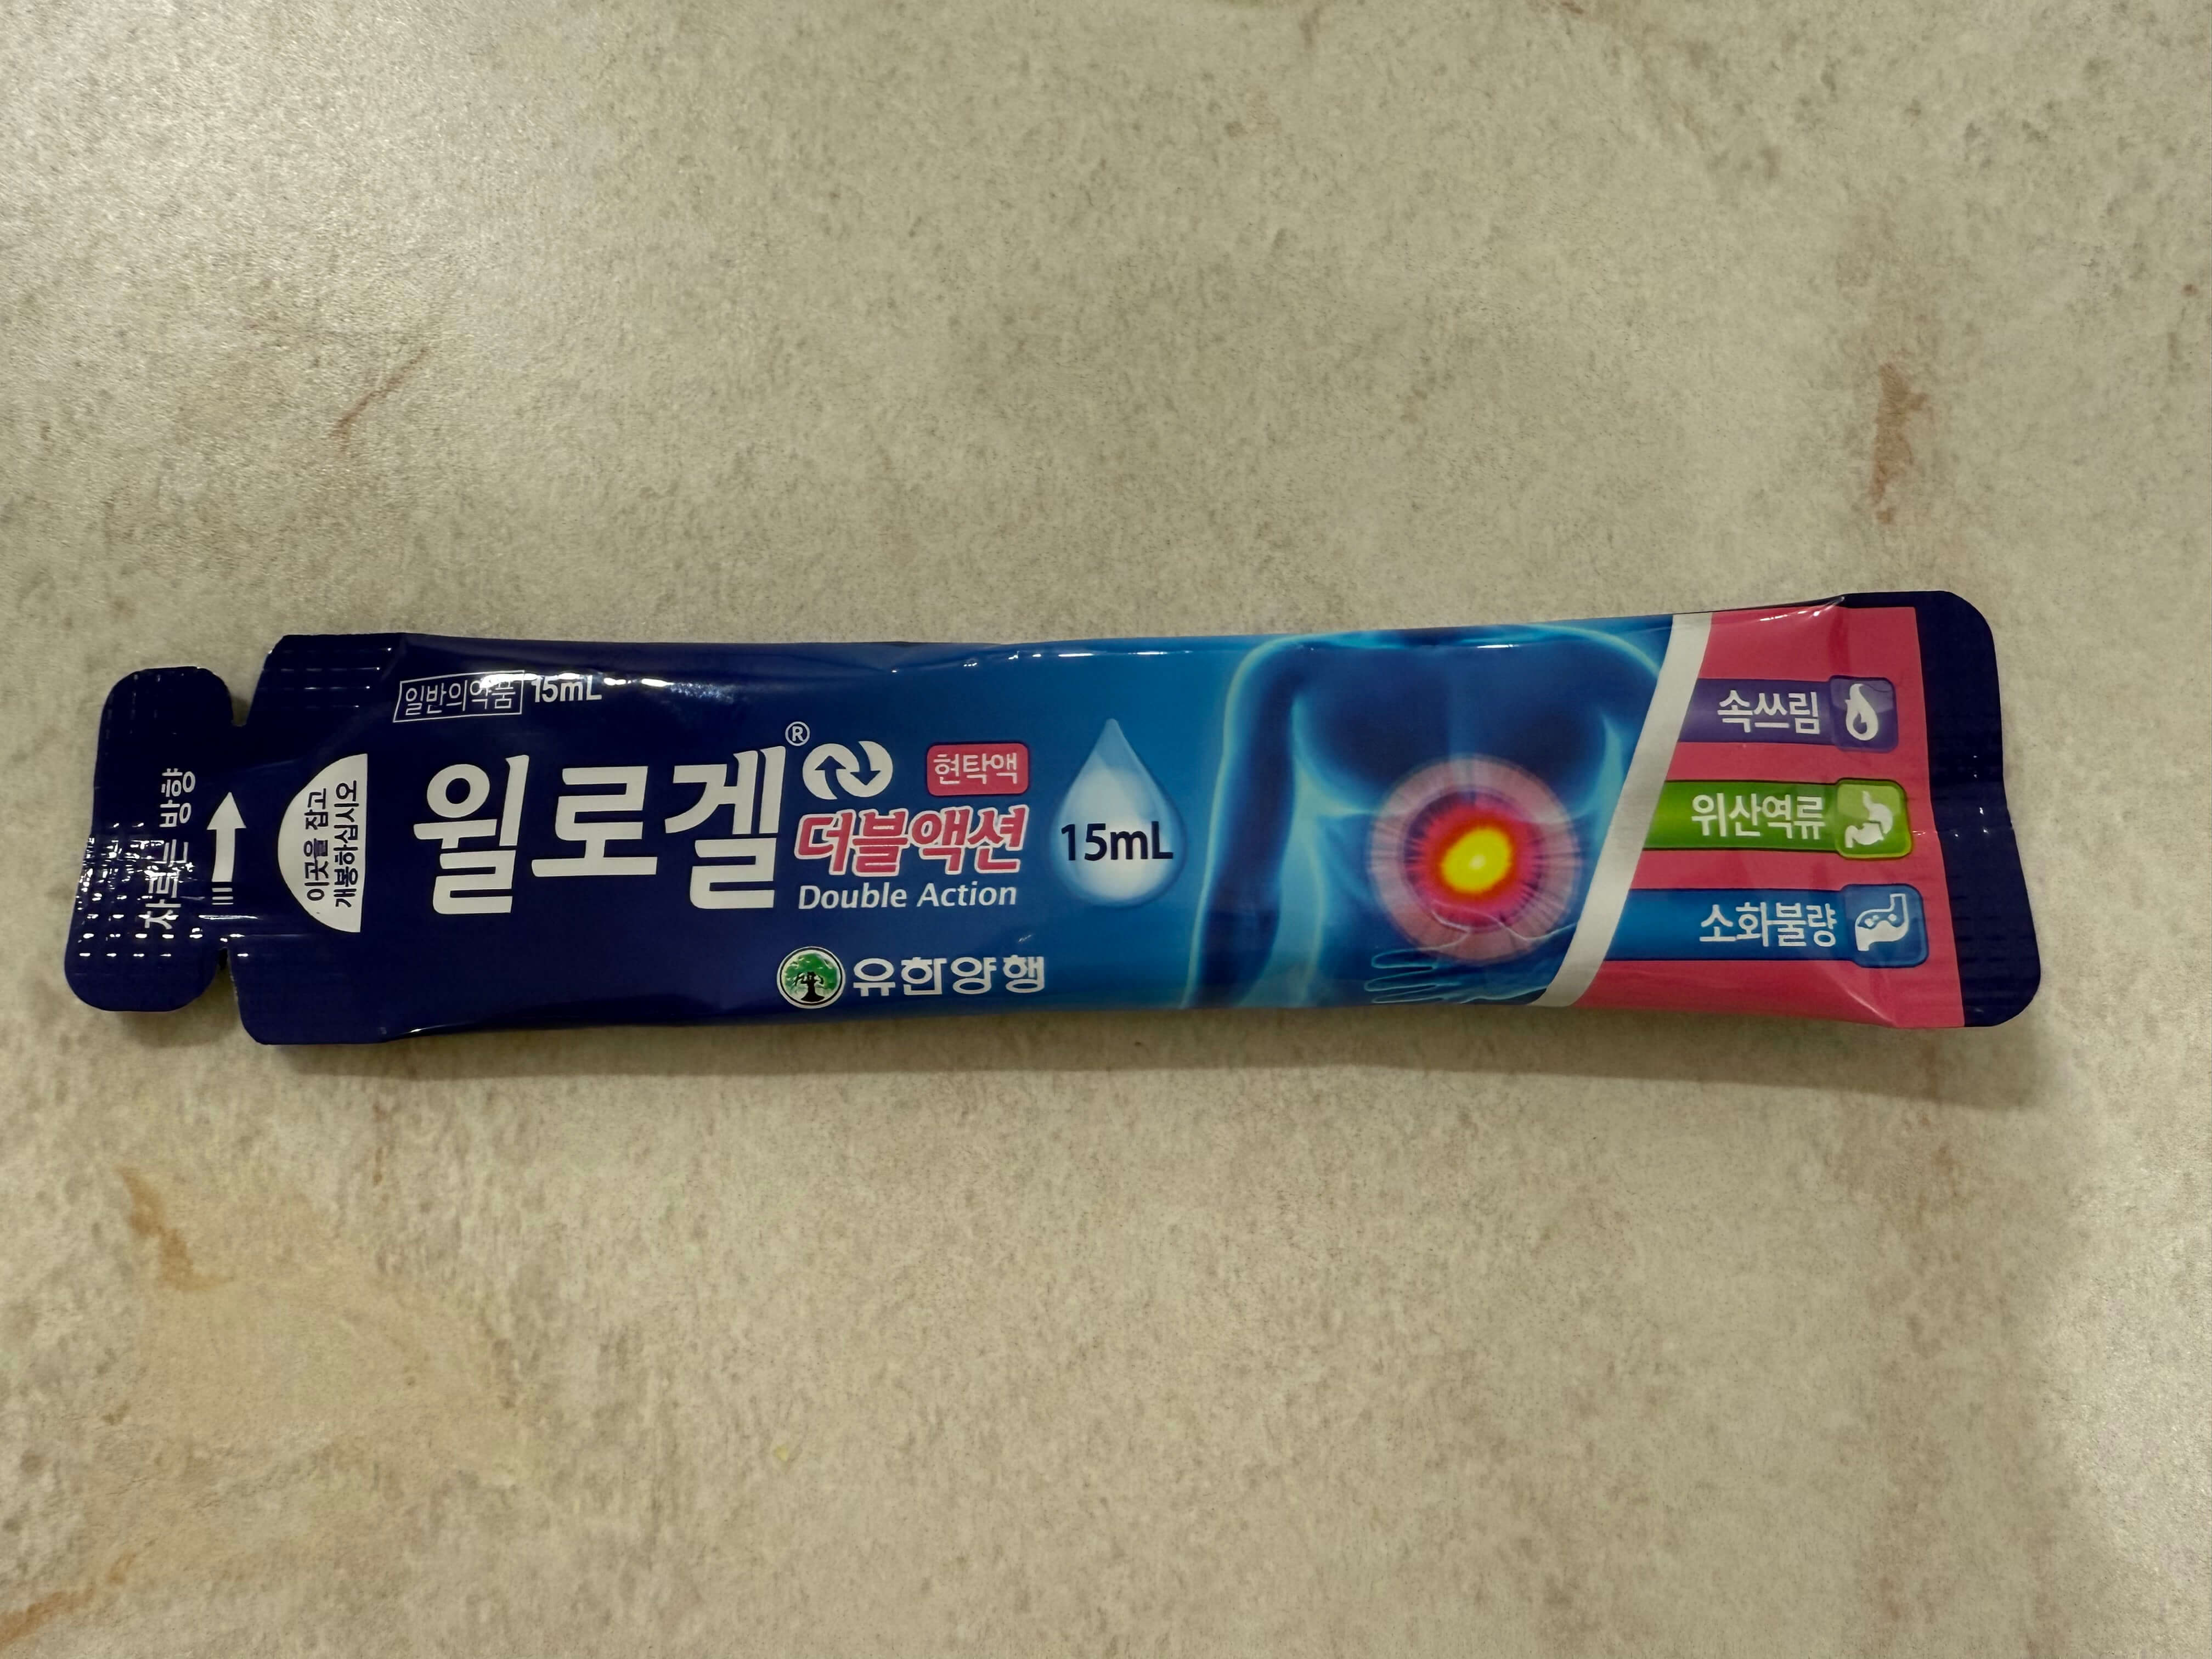 자르는 방향
이곳을 잡고
개봉하십시오
일반의약품 15mL
윌로겔®
현탁액
더블액션
Double Action
유한양행
15mL
속쓰림
위산역류
소화불량